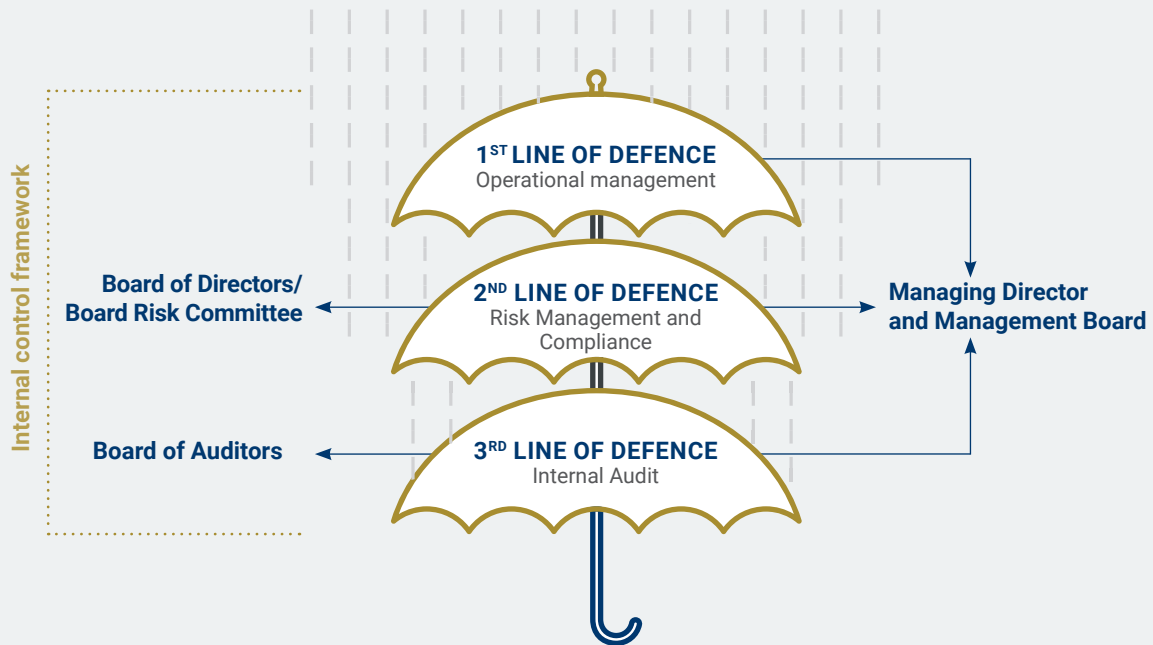 Internal control framework
1ST LINE OF DEFENCE
Operational management
Board of Directors/
Board Risk Committee
2ND LINE OF DEFENCE
Risk Management and
Compliance
Managing Director
and Management Board
Board of Auditors
3RD LINE OF DEFENCE
Internal Audit